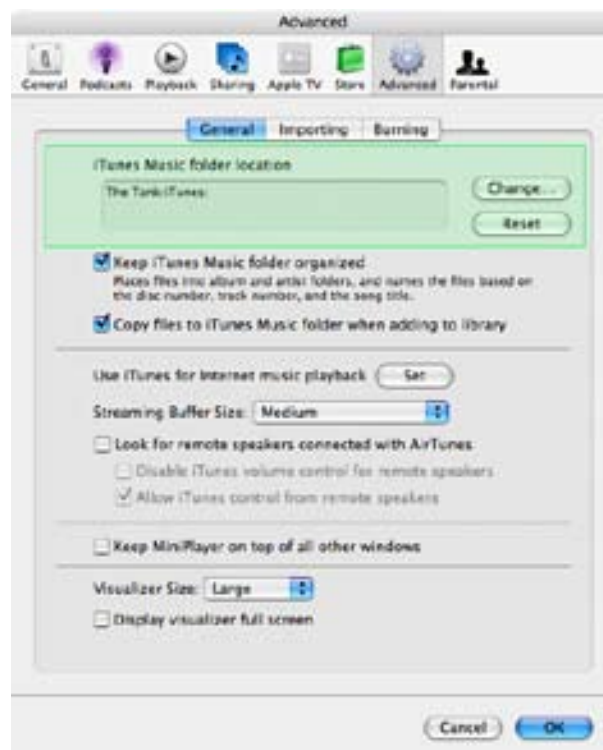 Advanced
General Podcasts Playback Sharing Apple TV Store Advanced Parental
General Importing Burning
iTunes Music folder location
The Tank:iTunes:
Change...
Reset
Keep iTunes Music folder organized
Places files into album and artist folders, and names the files based on
the disc number, track number, and the song title.
Copy files to iTunes Music folder when adding to library
Use iTunes for Internet music playback Set
Streaming Buffer Size: Medium
Look for remote speakers connected with AirTunes
Disable iTunes volume control for remote speakers
Allow iTunes control from remote speakers
Keep MiniPlayer on top of all other windows
Visualizer Size: Large
Display visualizer full screen
Cancel OK